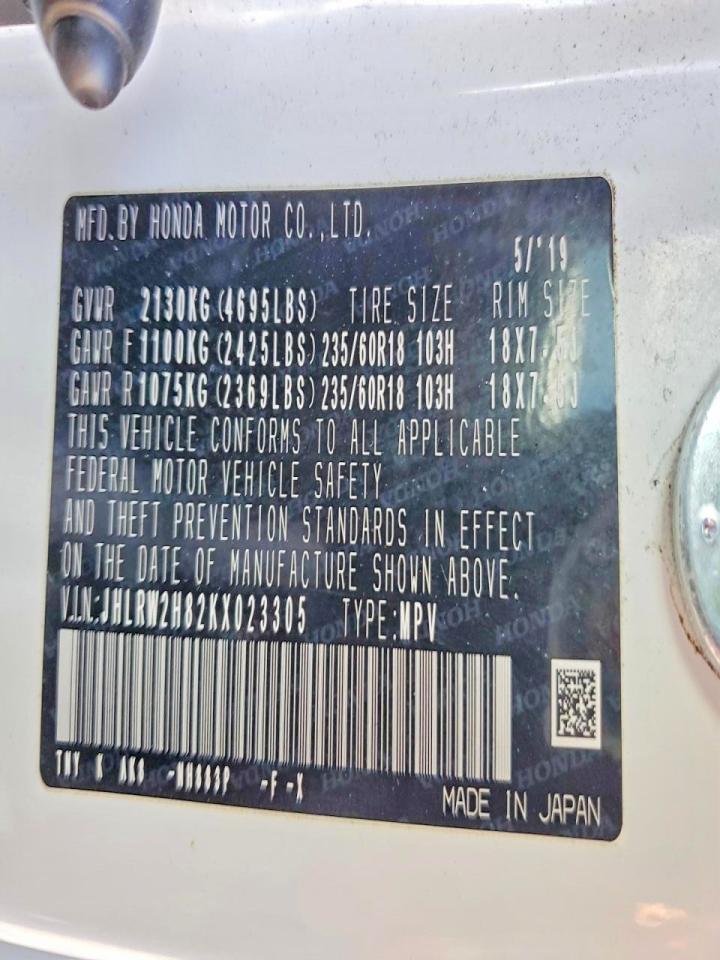 MFD.BY HONDA MOTOR CO.,LTD.
5/'19
GVWR 2130KG(4695LBS) TIRE SIZE RIM SIZE
GAWR F1100KG(2425LBS)235/60R18 103H 18X7.5J
GAWR R1075KG(2369LBS)235/60R18 103H 18X7.5J
THIS VEHICLE CONFORMS TO ALL APPLICABLE
FEDERAL MOTOR VEHICLE SAFETY
AND THEFT PREVENTION STANDARDS IN EFFECT
ON THE DATE OF MANUFACTURE SHOWN ABOVE.
V.I.N:JHLRW2H82KX023305 TYPE:MPV
TNY K AK8 -NH883P -F -X
MADE IN JAPAN